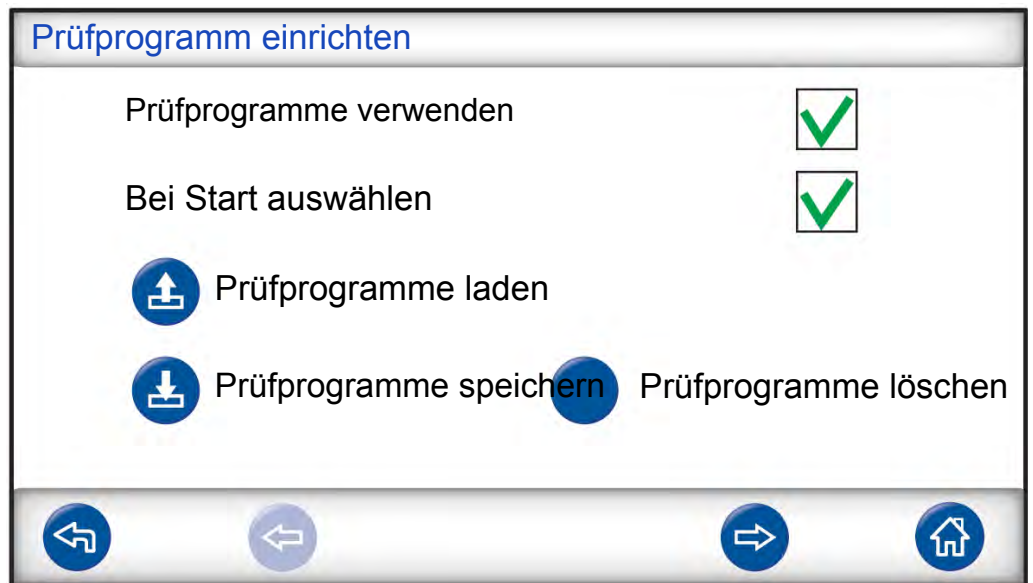 Prüfprogramm einrichten
Prüfprogramme verwenden
Bei Start auswählen
Prüfprogramme laden
Prüfprogramme speichern Prüfprogramme löschen